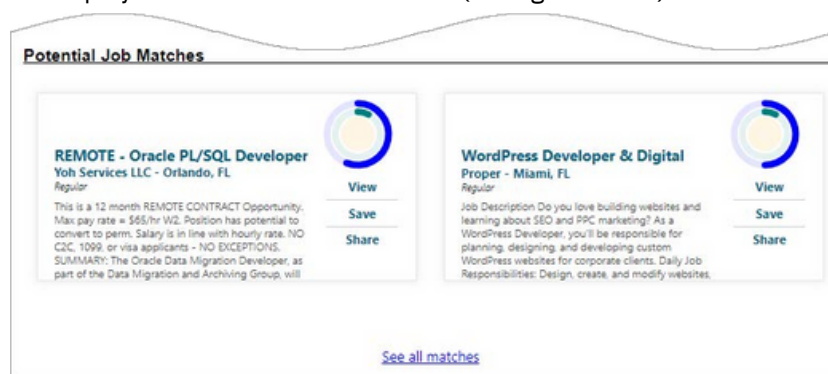 Potential Job Matches
REMOTE - Oracle PL/SQL Developer
Yoh Services LLC - Orlando, FL
Regular
This is a 12 month REMOTE CONTRACT Opportunity.
Max pay rate = $65/hr W2. Position has potential to
convert to perm. Salary is in line with hourly rate. NO
C2C, 1099, or visa applicants - NO EXCEPTIONS.
SUMMARY: The Oracle Data Migration Developer, as
part of the Data Migration and Archiving Group, will
View
Save
Share
WordPress Developer & Digital
Proper - Miami, FL
Regular
Job Description Do you love building websites and
learning about SEO and PPC marketing? As a
WordPress Developer, you'll be responsible for
planning, designing, and developing custom
WordPress websites for corporate clients. Daily Job
Responsibilities: Design, create, and modify websites,
View
Save
Share
See all matches